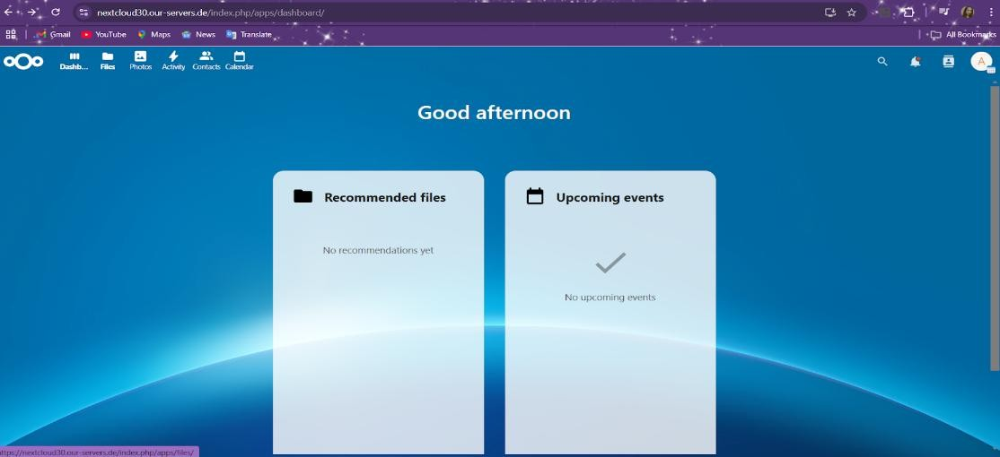 nextcloud30.our-servers.de/index.php/apps/dashboard/
Gmail YouTube Maps News Translate All Bookmarks
Dashb... Files Photos Activity Contacts Calendar
A
Good afternoon
Recommended files
No recommendations yet
Upcoming events
No upcoming events
https://nextcloud30.our-servers.de/index.php/apps/files/